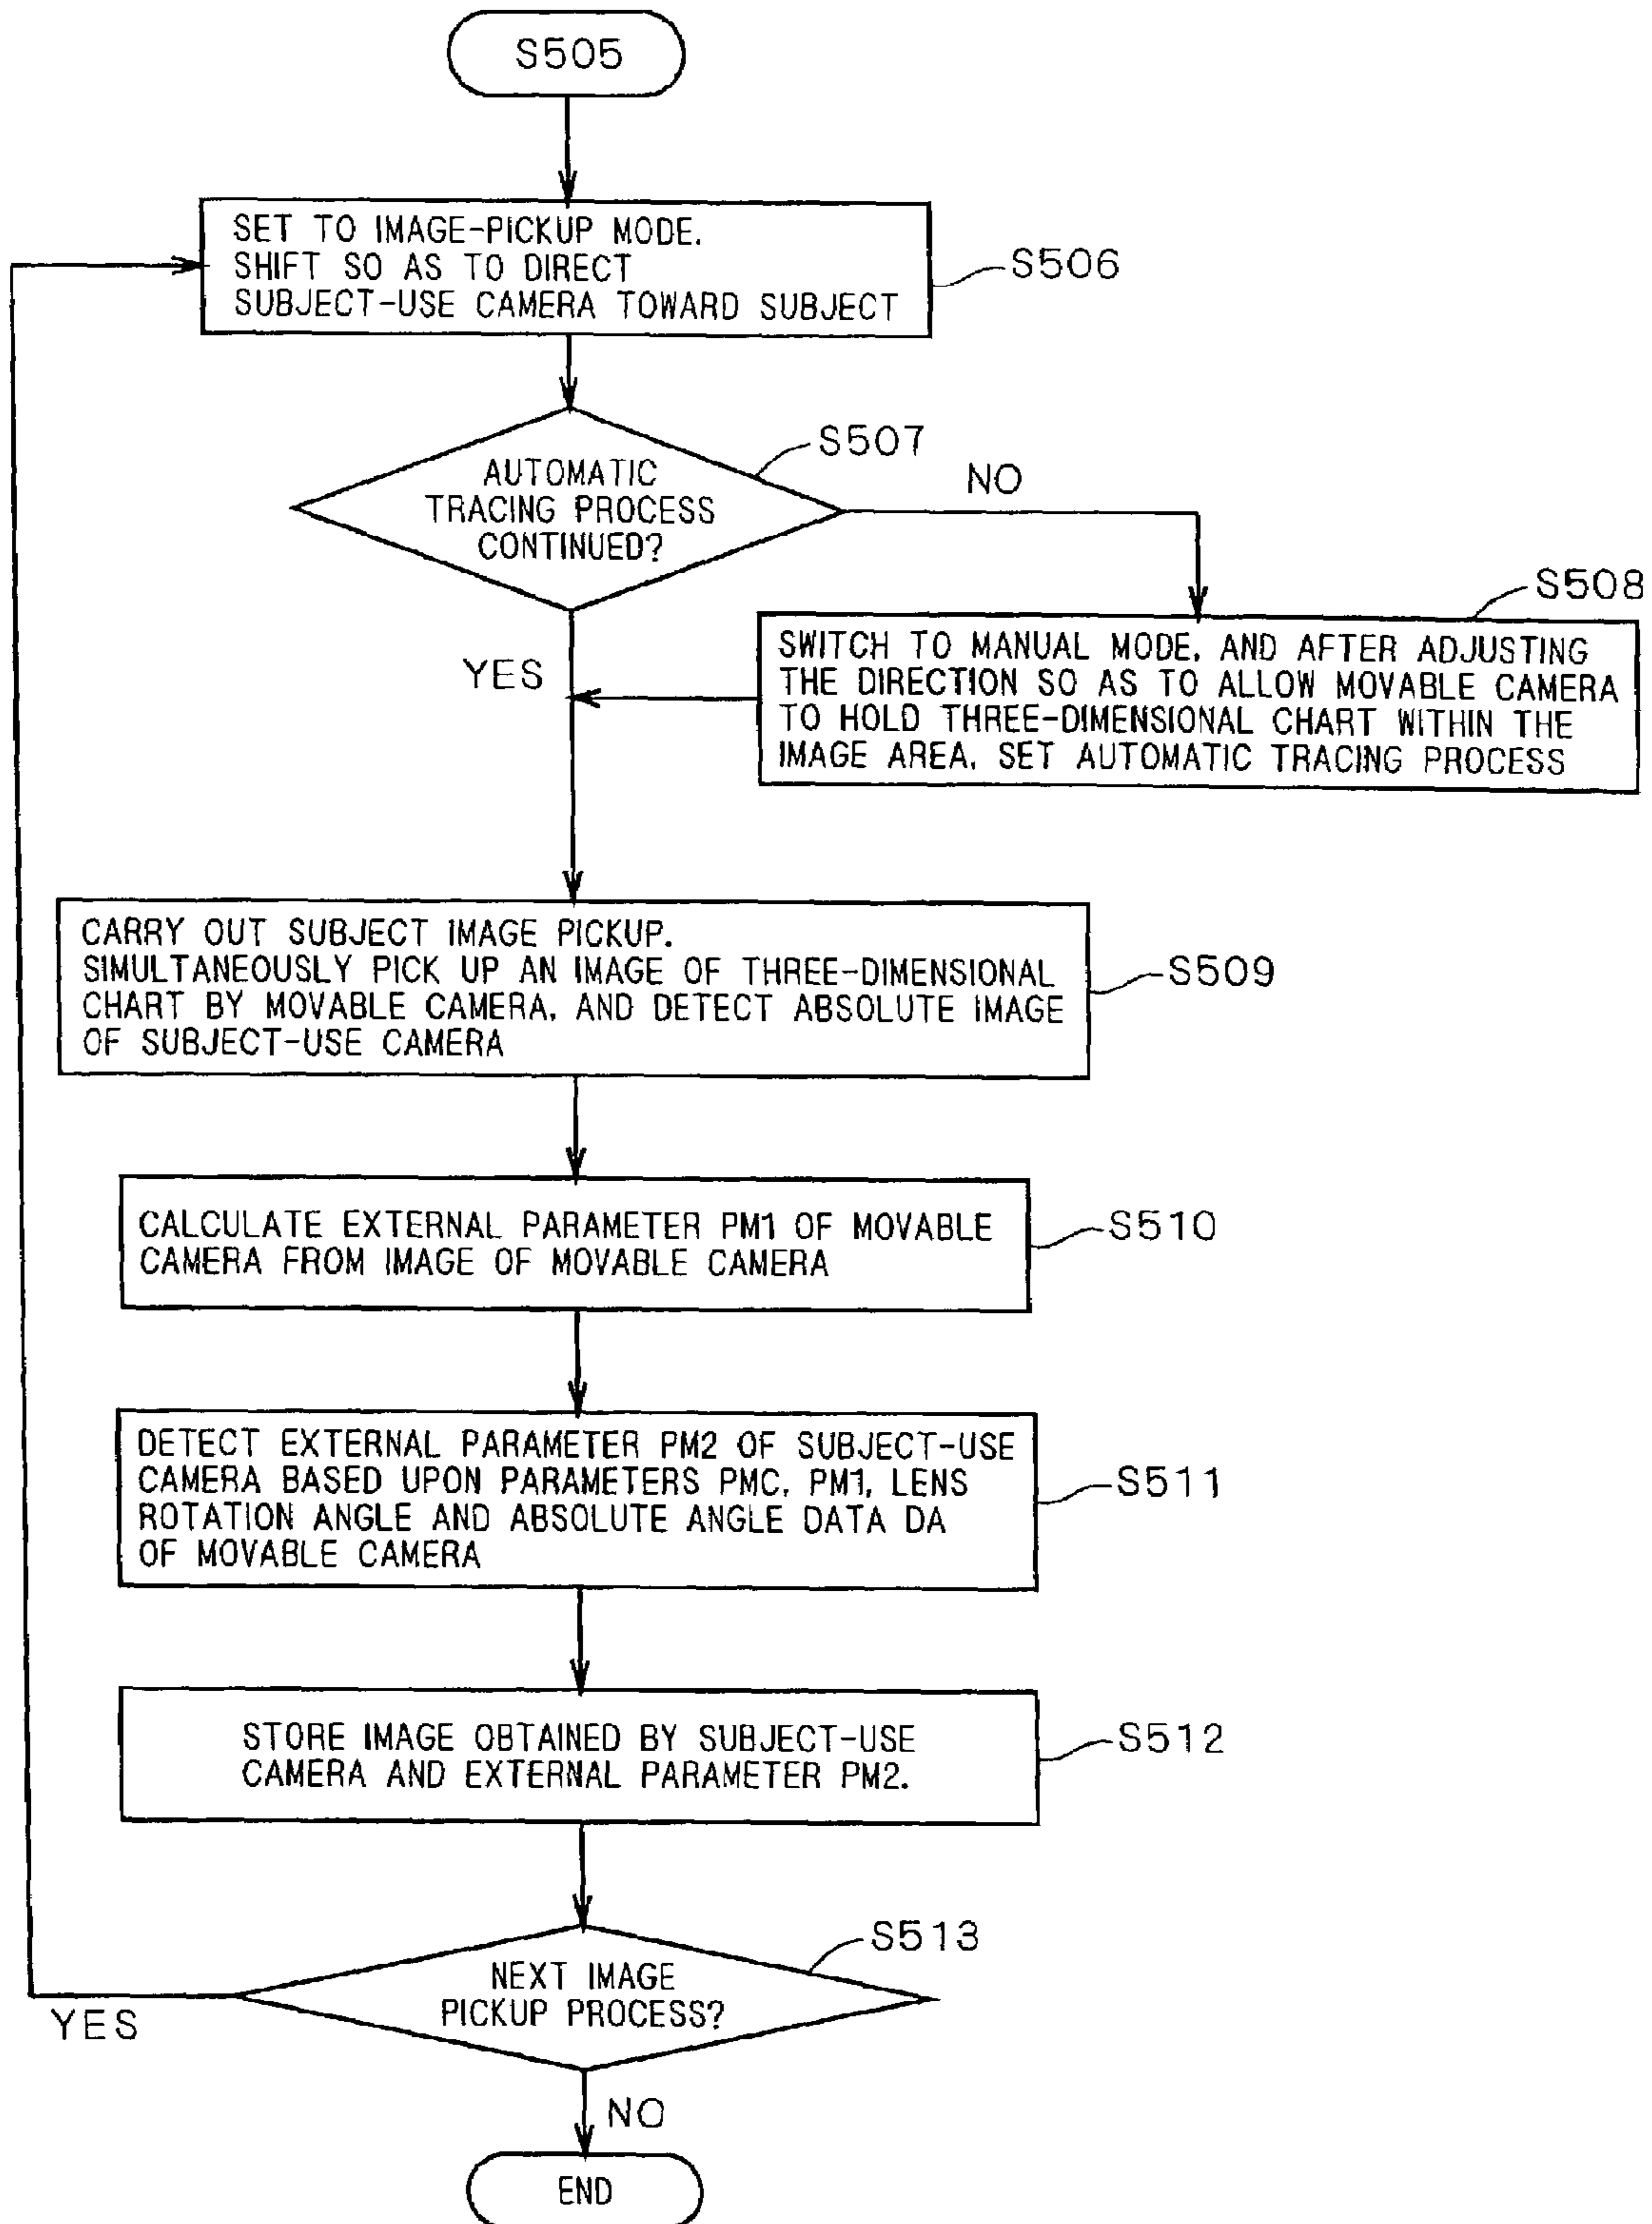 S505
SET TO IMAGE-PICKUP MODE.
SHIFT SO AS TO DIRECT
SUBJECT-USE CAMERA TOWARD SUBJECT
S506
S507
AUTOMATIC
TRACING PROCESS
CONTINUED?
NO
YES
S508
SWITCH TO MANUAL MODE, AND AFTER ADJUSTING
THE DIRECTION SO AS TO ALLOW MOVABLE CAMERA
TO HOLD THREE-DIMENSIONAL CHART WITHIN THE
IMAGE AREA, SET AUTOMATIC TRACING PROCESS
CARRY OUT SUBJECT IMAGE PICKUP.
SIMULTANEOUSLY PICK UP AN IMAGE OF THREE-DIMENSIONAL
CHART BY MOVABLE CAMERA, AND DETECT ABSOLUTE IMAGE
OF SUBJECT-USE CAMERA
S509
CALCULATE EXTERNAL PARAMETER PM1 OF MOVABLE
CAMERA FROM IMAGE OF MOVABLE CAMERA
S510
DETECT EXTERNAL PARAMETER PM2 OF SUBJECT-USE
CAMERA BASED UPON PARAMETERS PMC, PM1, LENS
ROTATION ANGLE AND ABSOLUTE ANGLE DATA DA
OF MOVABLE CAMERA
S511
STORE IMAGE OBTAINED BY SUBJECT-USE
CAMERA AND EXTERNAL PARAMETER PM2.
S512
S513
NEXT IMAGE
PICKUP PROCESS?
YES
NO
END